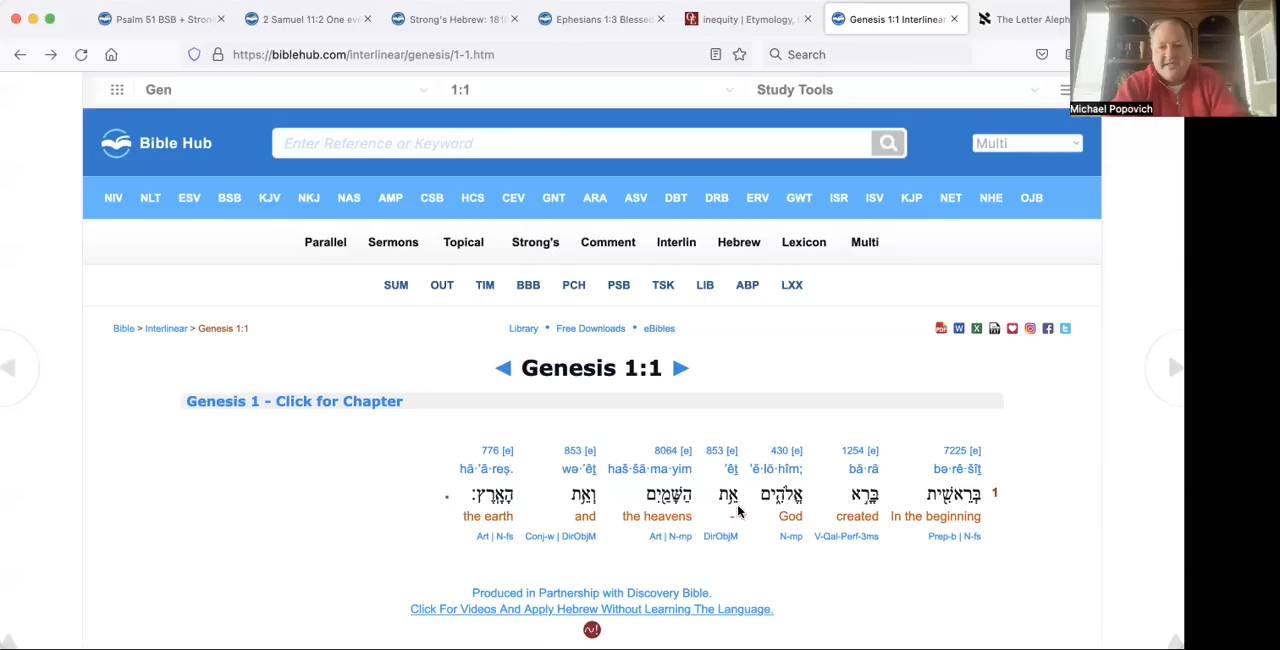 Psalm 51 BSB + Stron
2 Samuel 11:2 One eve
Strong's Hebrew: 181
Ephesians 1:3 Blessed
inequity | Etymology,
Genesis 1:1 Interlinear
The Letter Aleph
https://biblehub.com/interlinear/genesis/1-1.htm
Search
Michael Popovich
Gen
1:1
Study Tools
Bible Hub
Enter Reference or Keyword
Multi
NIV NLT ESV BSB KJV NKJ NAS AMP CSB HCS CEV GNT ARA ASV DBT DRB ERV GWT ISR ISV KJP NET NHE OJB
Parallel Sermons Topical Strong's Comment Interlin Hebrew Lexicon Multi
SUM OUT TIM BBB PCH PSB TSK LIB ABP LXX
Bible > Interlinear > Genesis 1:1
Library • Free Downloads • eBibles
◄ Genesis 1:1 ►
Genesis 1 - Click for Chapter
776 [e] 853 [e] 8064 [e] 853 [e] 430 [e] 1254 [e] 7225 [e]
hā·’ā·reṣ. wə·’êṯ haš·šā·ma·yim ’êṯ ’ĕ·lō·hîm; bā·rā bə·rê·šîṯ
1 בְּרֵאשִׁ֖ית בָּרָ֣א אֱלֹהִ֑ים אֵ֥ת הַשָּׁמַ֖יִם וְאֵ֥ת הָאָֽרֶץ׃ .
the earth and the heavens - God created In the beginning
Art | N-fs Conj-w | DirObjM Art | N-mp DirObjM N-mp V-Qal-Perf-3ms Prep-b | N-fs
Produced in Partnership with Discovery Bible.
Click For Videos And Apply Hebrew Without Learning The Language.